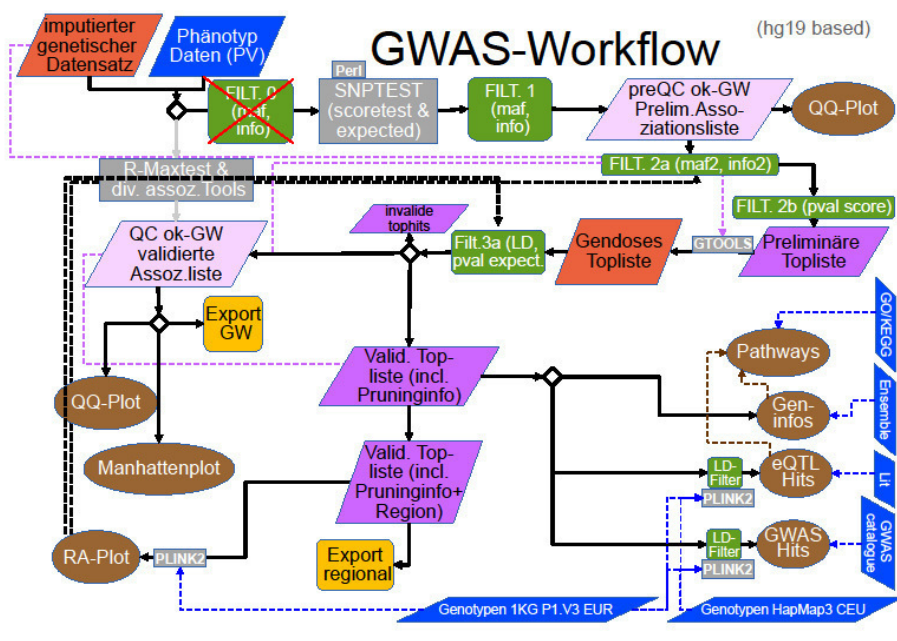 GWAS-Workflow
(hg19 based)
imputierter
genetischer
Datensatz
Phänotyp
Daten (PV)
FILT. 0
(maf,
info)
Perl
SNPTEST
(scoretest &
expected)
FILT. 1
(maf,
info)
preQC ok-GW
Prelim.Asso-
ziationsliste
QQ-Plot
R-Maxtest &
div. assoz.Tools
FILT. 2a (maf2, info2)
FILT. 2b (pval score)
invalide
tophits
QC ok-GW
validierte
Assoz.liste
Filt.3a (LD,
pval expect.
Gendoses
Topliste
GTOOLS
Preliminäre
Topliste
Export
GW
GO/KEGG
Valid. Top-
liste (incl.
Pruninginfo)
Pathways
QQ-Plot
Gen-
infos
Ensemble
Manhattenplot
Valid. Top-
liste (incl.
Pruninginfo+
Region)
LD-
Filter
PLINK2
eQTL
Hits
Lit
RA-Plot
PLINK2
Export
regional
LD-
Filter
PLINK2
GWAS
Hits
GWAS
catalogue
Genotypen 1KG P1.V3 EUR
Genotypen HapMap3 CEU